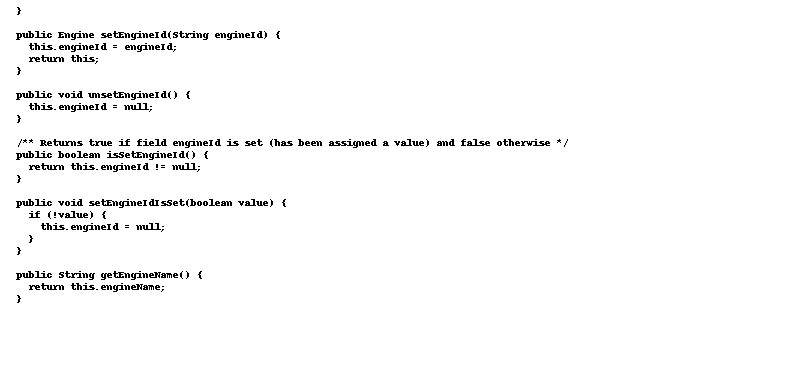 }

public Engine setEngineId(String engineId) {
  this.engineId = engineId;
  return this;
}

public void unsetEngineId() {
  this.engineId = null;
}

/** Returns true if field engineId is set (has been assigned a value) and false otherwise */
public boolean isSetEngineId() {
  return this.engineId != null;
}

public void setEngineIdIsSet(boolean value) {
  if (!value) {
    this.engineId = null;
  }
}

public String getEngineName() {
  return this.engineName;
}